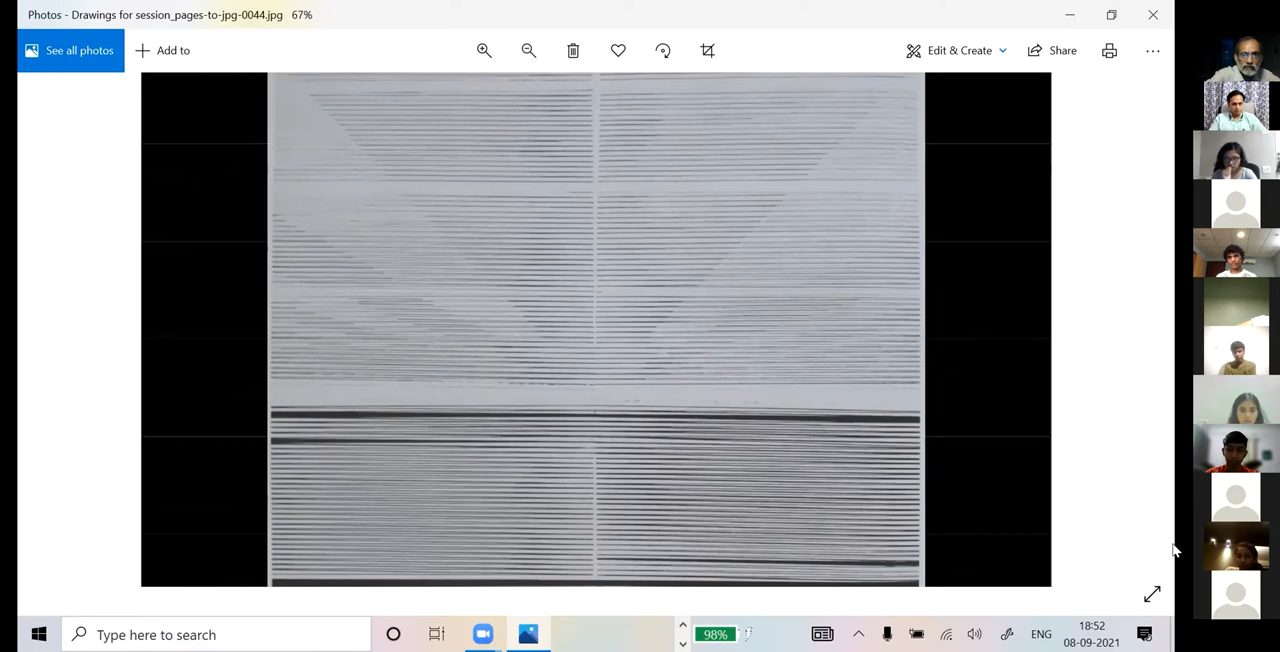 Photos - Drawings for session_pages-to-jpg-0044.jpg 67%
See all photos
Add to
Edit & Create
Share
Type here to search
98%
ENG
18:52
08-09-2021